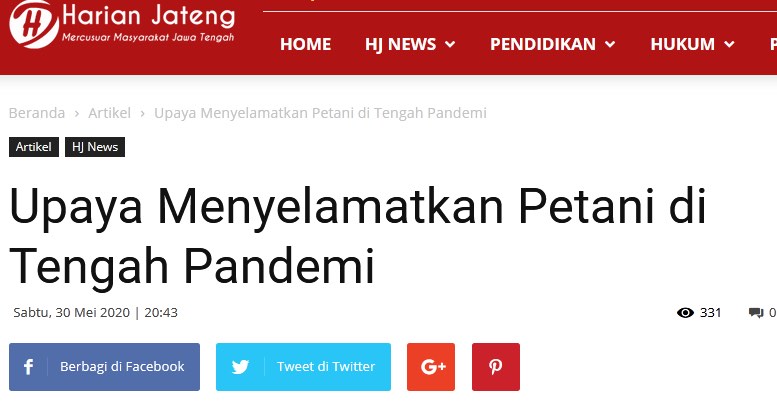 Harian Jateng
Mercusuar Masyarakat Jawa Tengah
HOME HJ NEWS PENDIDIKAN HUKUM
Beranda › Artikel › Upaya Menyelamatkan Petani di Tengah Pandemi
Artikel HJ News
Upaya Menyelamatkan Petani di
Tengah Pandemi
Sabtu, 30 Mei 2020 | 20:43 331 0
f Berbagi di Facebook Tweet di Twitter G+